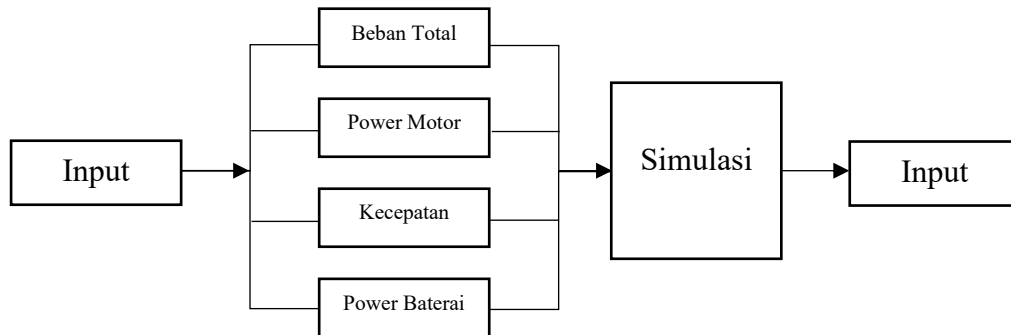 Input
Beban Total
Power Motor
Kecepatan
Power Baterai
Simulasi
Input